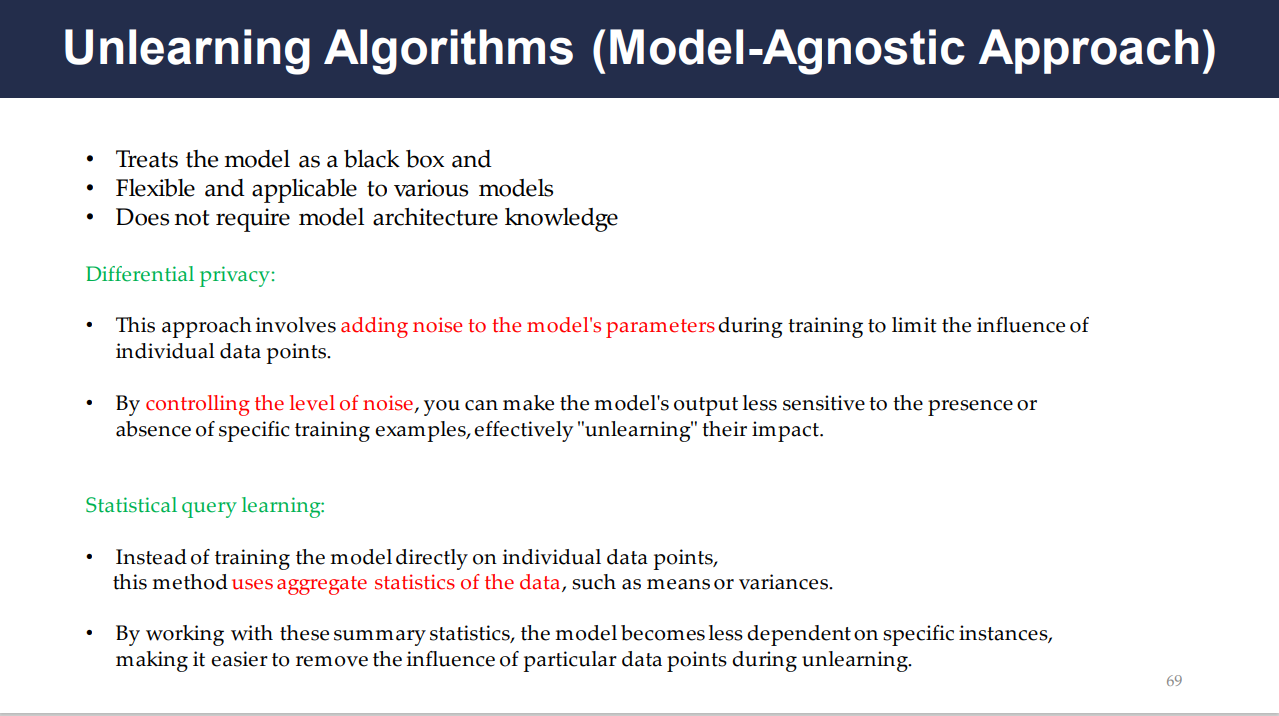 Unlearning Algorithms (Model-Agnostic Approach)
• Treats the model as a black box and
• Flexible and applicable to various models
• Does not require model architecture knowledge
Differential privacy:
• This approach involves adding noise to the model's parameters during training to limit the influence of
individual data points.
• By controlling the level of noise, you can make the model's output less sensitive to the presence or
absence of specific training examples, effectively "unlearning" their impact.
Statistical query learning:
• Instead of training the model directly on individual data points,
this method uses aggregate statistics of the data, such as means or variances.
• By working with these summary statistics, the model becomes less dependent on specific instances,
making it easier to remove the influence of particular data points during unlearning.
69